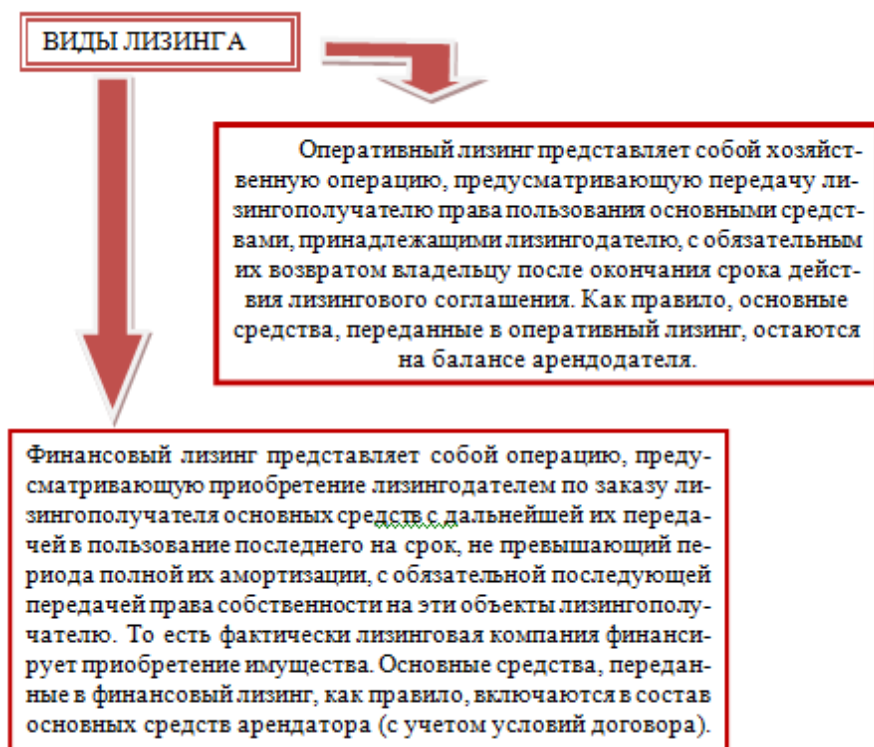 ВИДЫ ЛИЗИНГА
Оперативный лизинг представляет собой хозяйст-
венную операцию, предусматривающую передачу ли-
зингополучателю права пользования основными средст-
вами, принадлежащими лизингодателю, с обязательным
их возвратом владельцу после окончания срока дейст-
вия лизингового соглашения. Как правило, основные
средства, переданные в оперативный лизинг, остаются
на балансе арендодателя.
Финансовый лизинг представляет собой операцию, преду-
сматривающую приобретение лизингодателем по заказу ли-
зингополучателя основных средств с дальнейшей их переда-
чей в пользование последнего на срок, не превышающий пе-
риода полной их амортизации, с обязательной последующей
передачей права собственности на эти объекты лизингополу-
чателю. То есть фактически лизинговая компания финанси-
рует приобретение имущества. Основные средства, передан-
ные в финансовый лизинг, как правило, включаются в состав
основных средств арендатора (с учетом условий договора).